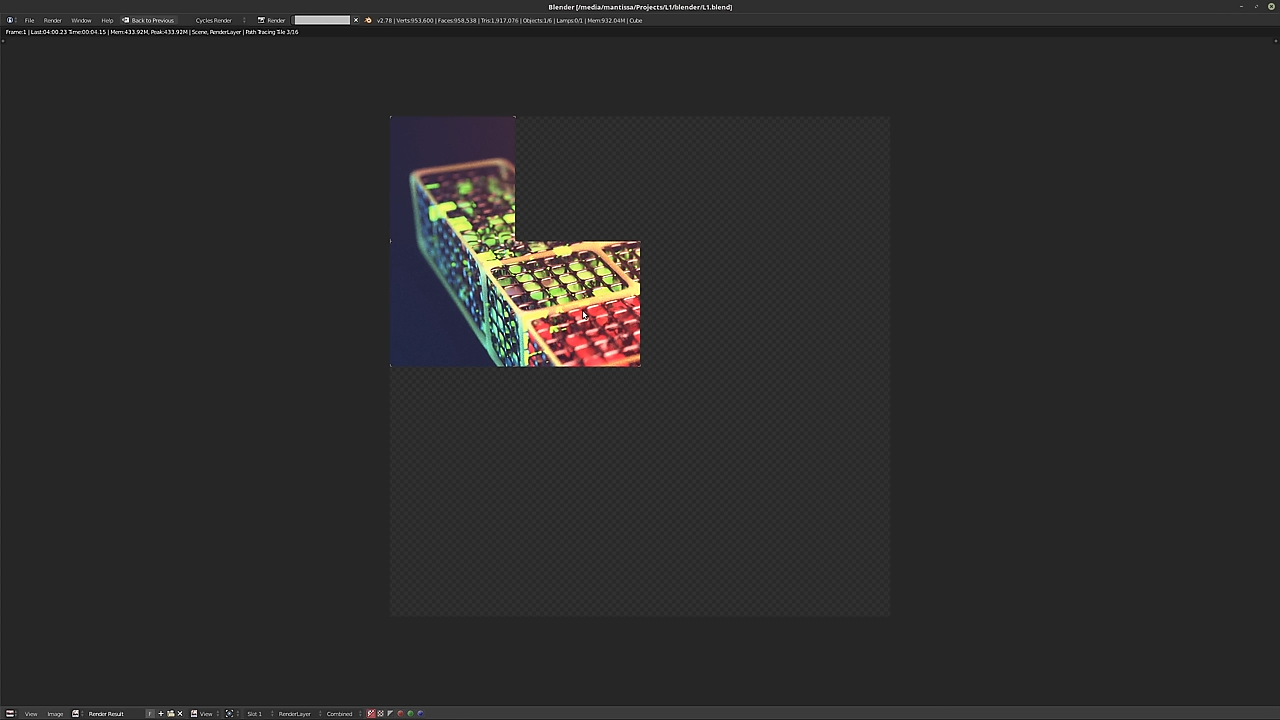 Blender [/media/mantissa/Projects/L1/blender/L1.blend]
File Render Window Help Back to Previous Cycles Render Render v2.78 | Verts:953,600 | Faces:958,538 | Tris:1,917,076 | Objects:1/6 | Lamps:0/1 | Mem:932.04M | Cube
Frame:1 | Last:04:00.23 Time:00:04.15 | Mem:433.92M, Peak:433.92M | Scene, RenderLayer | Path Tracing Tile 3/16
View Image Render Result F View Slot 1 RenderLayer Combined